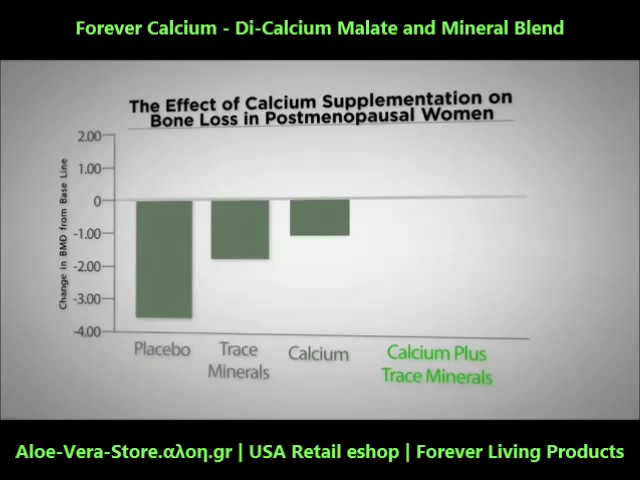 Forever Calcium - Di-Calcium Malate and Mineral Blend
The Effect of Calcium Supplementation on
Bone Loss in Postmenopausal Women
Change in BMD from Base Line
2.00
1.00
0
-1.00
-2.00
-3.00
-4.00
Placebo
Trace
Minerals
Calcium
Calcium Plus
Trace Minerals
Aloe-Vera-Store.αλοη.gr | USA Retail eshop | Forever Living Products